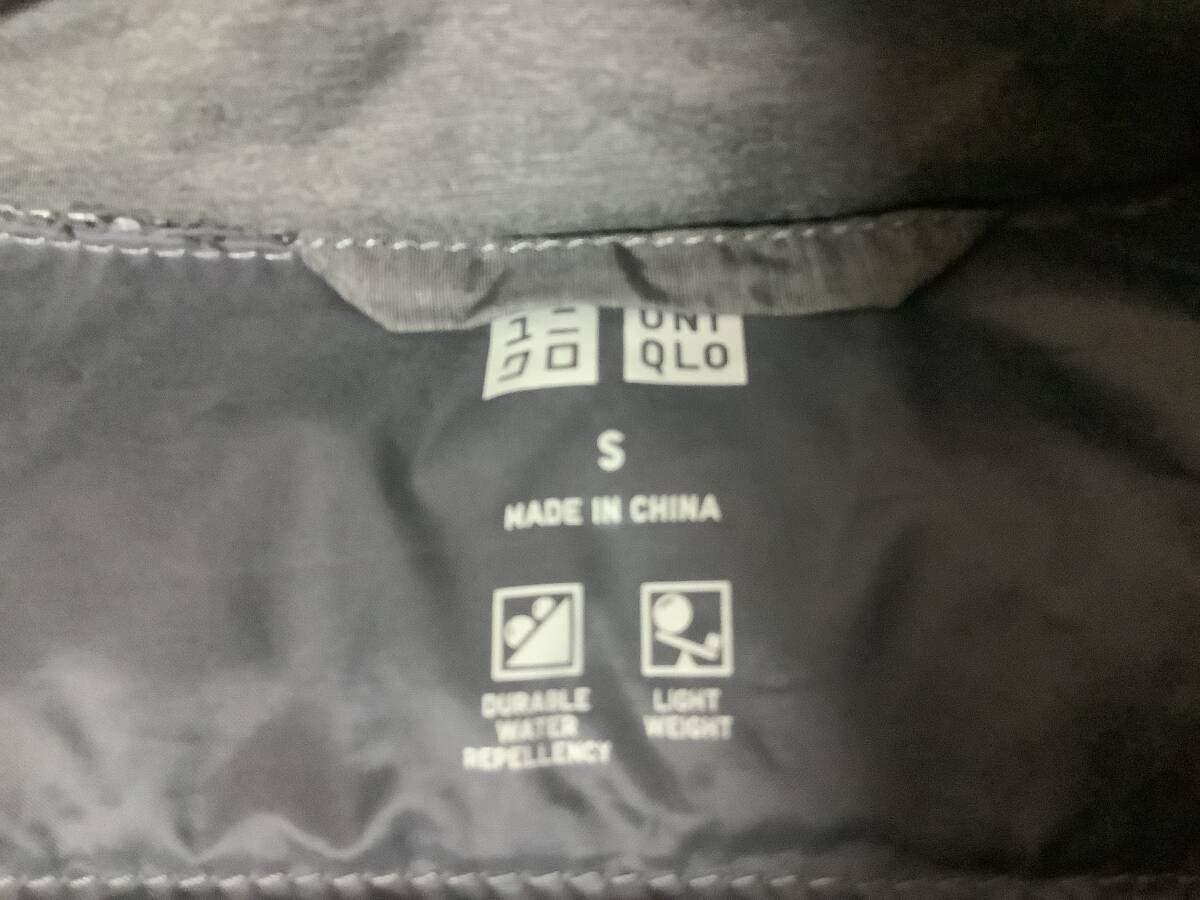 ユニ
クロ
UNI
QLO
S
MADE IN CHINA
DURABLE
WATER
REPELLENCY
LIGHT
WEIGHT